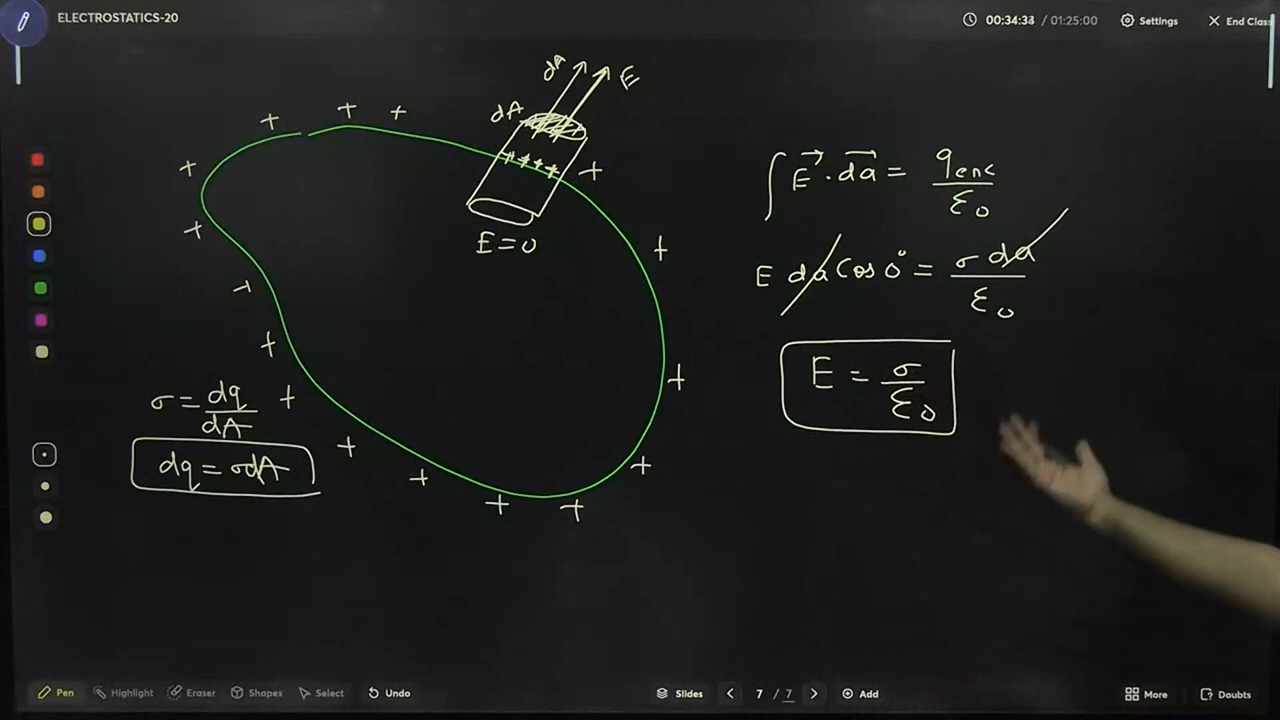 ELECTROSTATICS-20
00:34:38 / 01:25:00
Settings
End Class
dA
E
dA
E=0
σ = dq/dA
dq = σdA
∫ E⃗ . da⃗ = qenc/ε0
E da Cos 0° = σ da/ε0
E = σ/ε0
Pen
Highlight
Eraser
Shapes
Select
Undo
Slides
7 / 7
Add
More
Doubts